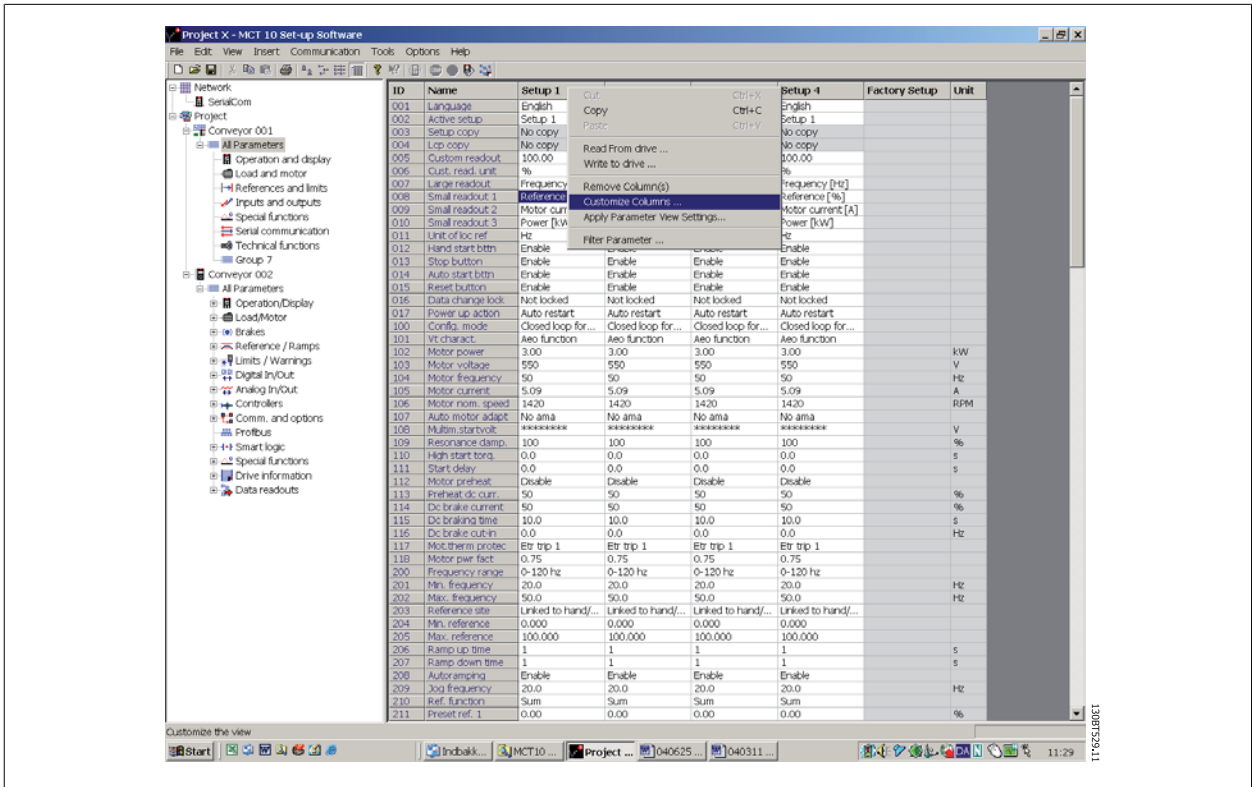 Project X - MCT 10 Set-up Software
File Edit View Insert Communication Tools Options Help
Network
SerialCom
Project
Conveyor 001
All Parameters
Operation and display
Load and motor
References and limits
Inputs and outputs
Special functions
Serial communication
Technical functions
Group 7
Conveyor 002
All Parameters
Operation/Display
Load/Motor
Brakes
Reference / Ramps
Limits / Warnings
Digital In/Out
Analog In/Out
Controllers
Comm. and options
Profibus
Smart logic
Special functions
Drive information
Data readouts
ID Name Setup 1 Setup 4 Factory Setup Unit
001 Language English English
002 Active setup Setup 1 Setup 1
003 Setup copy No copy No copy
004 Lcp copy No copy No copy
005 Custom readout 100.00 100.00
006 Cust. read. unit % %
007 Large readout Frequency Frequency [Hz]
008 Small readout 1 Reference Reference [%]
009 Small readout 2 Motor curr Motor current [A]
010 Small readout 3 Power [kW Power [kW]
011 Unit of loc ref Hz Hz
012 Hand start bttn Enable Enable Enable Enable
013 Stop button Enable Enable Enable Enable
014 Auto start bttn Enable Enable Enable Enable
015 Reset button Enable Enable Enable Enable
016 Data change lock Not locked Not locked Not locked Not locked
017 Power up action Auto restart Auto restart Auto restart Auto restart
100 Config. mode Closed loop for... Closed loop for... Closed loop for... Closed loop for...
101 Vt charact. Aeo function Aeo function Aeo function Aeo function
102 Motor power 3.00 3.00 3.00 3.00 kW
103 Motor voltage 550 550 550 550 V
104 Motor frequency 50 50 50 50 Hz
105 Motor current 5.09 5.09 5.09 5.09 A
106 Motor nom. speed 1420 1420 1420 1420 RPM
107 Auto motor adapt No ama No ama No ama No ama
108 Multim.startvolt ******** ******** ******** ******** V
109 Resonance damp. 100 100 100 100 %
110 High start torq. 0.0 0.0 0.0 0.0 s
111 Start delay 0.0 0.0 0.0 0.0 s
112 Motor preheat Disable Disable Disable Disable
113 Preheat dc curr. 50 50 50 50 %
114 Dc brake current 50 50 50 50 %
115 Dc braking time 10.0 10.0 10.0 10.0 s
116 Dc brake cut-in 0.0 0.0 0.0 0.0 Hz
117 Mot.therm protec Etr trip 1 Etr trip 1 Etr trip 1 Etr trip 1
118 Motor pwr fact 0.75 0.75 0.75 0.75
200 Frequency range 0-120 hz 0-120 hz 0-120 hz 0-120 hz
201 Min. frequency 20.0 20.0 20.0 20.0 Hz
202 Max. frequency 50.0 50.0 50.0 50.0 Hz
203 Reference site Linked to hand/... Linked to hand/... Linked to hand/... Linked to hand/...
204 Min. reference 0.000 0.000 0.000 0.000
205 Max. reference 100.000 100.000 100.000 100.000
206 Ramp up time 1 1 1 1 s
207 Ramp down time 1 1 1 1 s
208 Autoramping Enable Enable Enable Enable
209 Jog frequency 20.0 20.0 20.0 20.0 Hz
210 Ref. function Sum Sum Sum Sum
211 Preset ref. 1 0.00 0.00 0.00 0.00 %
Cut Ctrl+X
Copy Ctrl+C
Paste Ctrl+V
Read From drive ...
Write to drive ...
Remove Column(s)
Customize Columns ...
Apply Parameter View Settings...
Filter Parameter ...
Customize the view
Start Indbakk... MCT10 ... Project ... 040625 ... 040311 ... DA N 11:29
130BT529.11